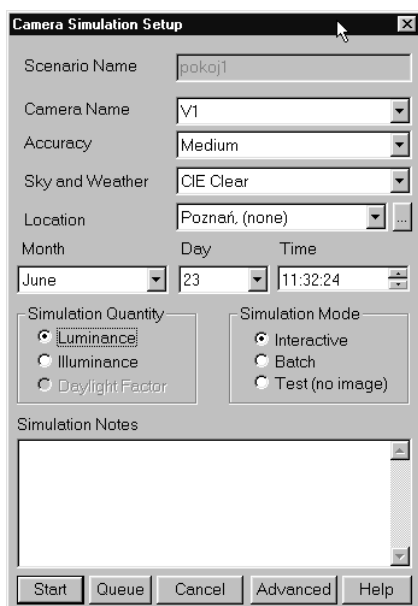 Camera Simulation Setup
Scenario Name pokoj1
Camera Name V1
Accuracy Medium
Sky and Weather CIE Clear
Location Poznań, (none) ...
Month Day Time
June 23 11:32:24
Simulation Quantity Simulation Mode
Luminance Interactive
Illuminance Batch
Daylight Factor Test (no image)
Simulation Notes
Start Queue Cancel Advanced Help